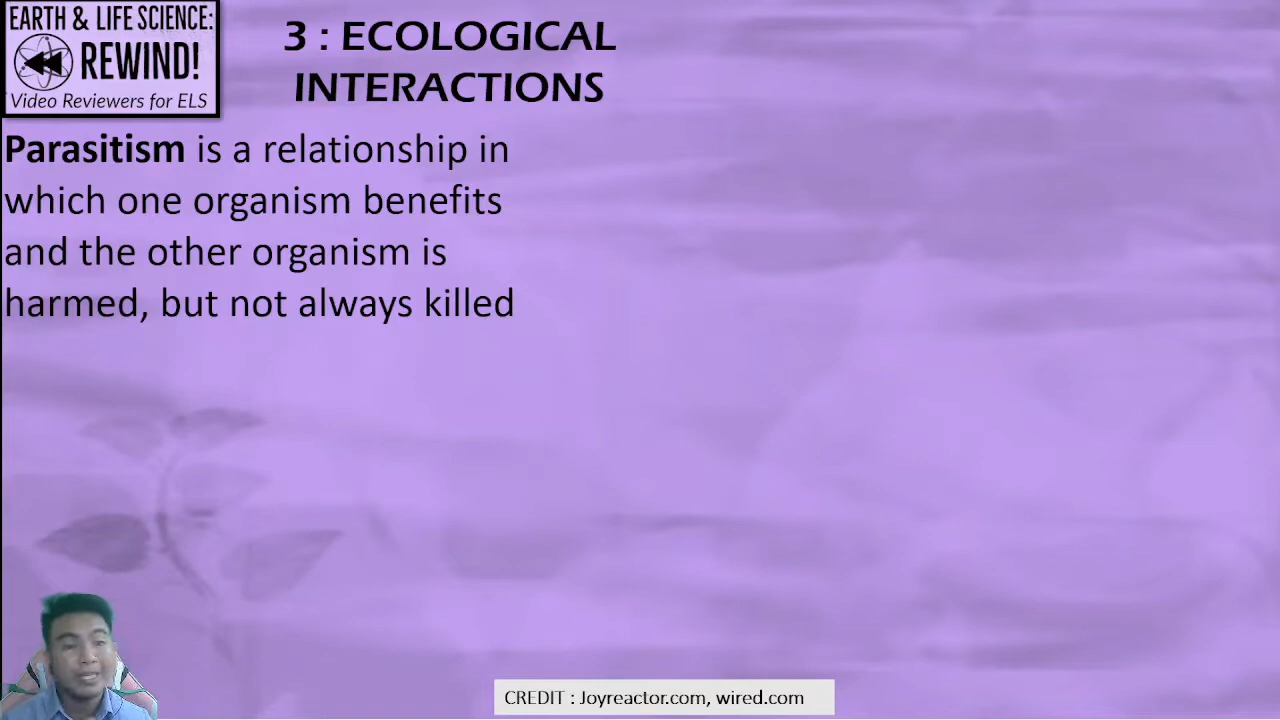 EARTH & LIFE SCIENCE:
REWIND!
Video Reviewers for ELS
3 : ECOLOGICAL
INTERACTIONS
Parasitism is a relationship in
which one organism benefits
and the other organism is
harmed, but not always killed
CREDIT : Joyreactor.com, wired.com